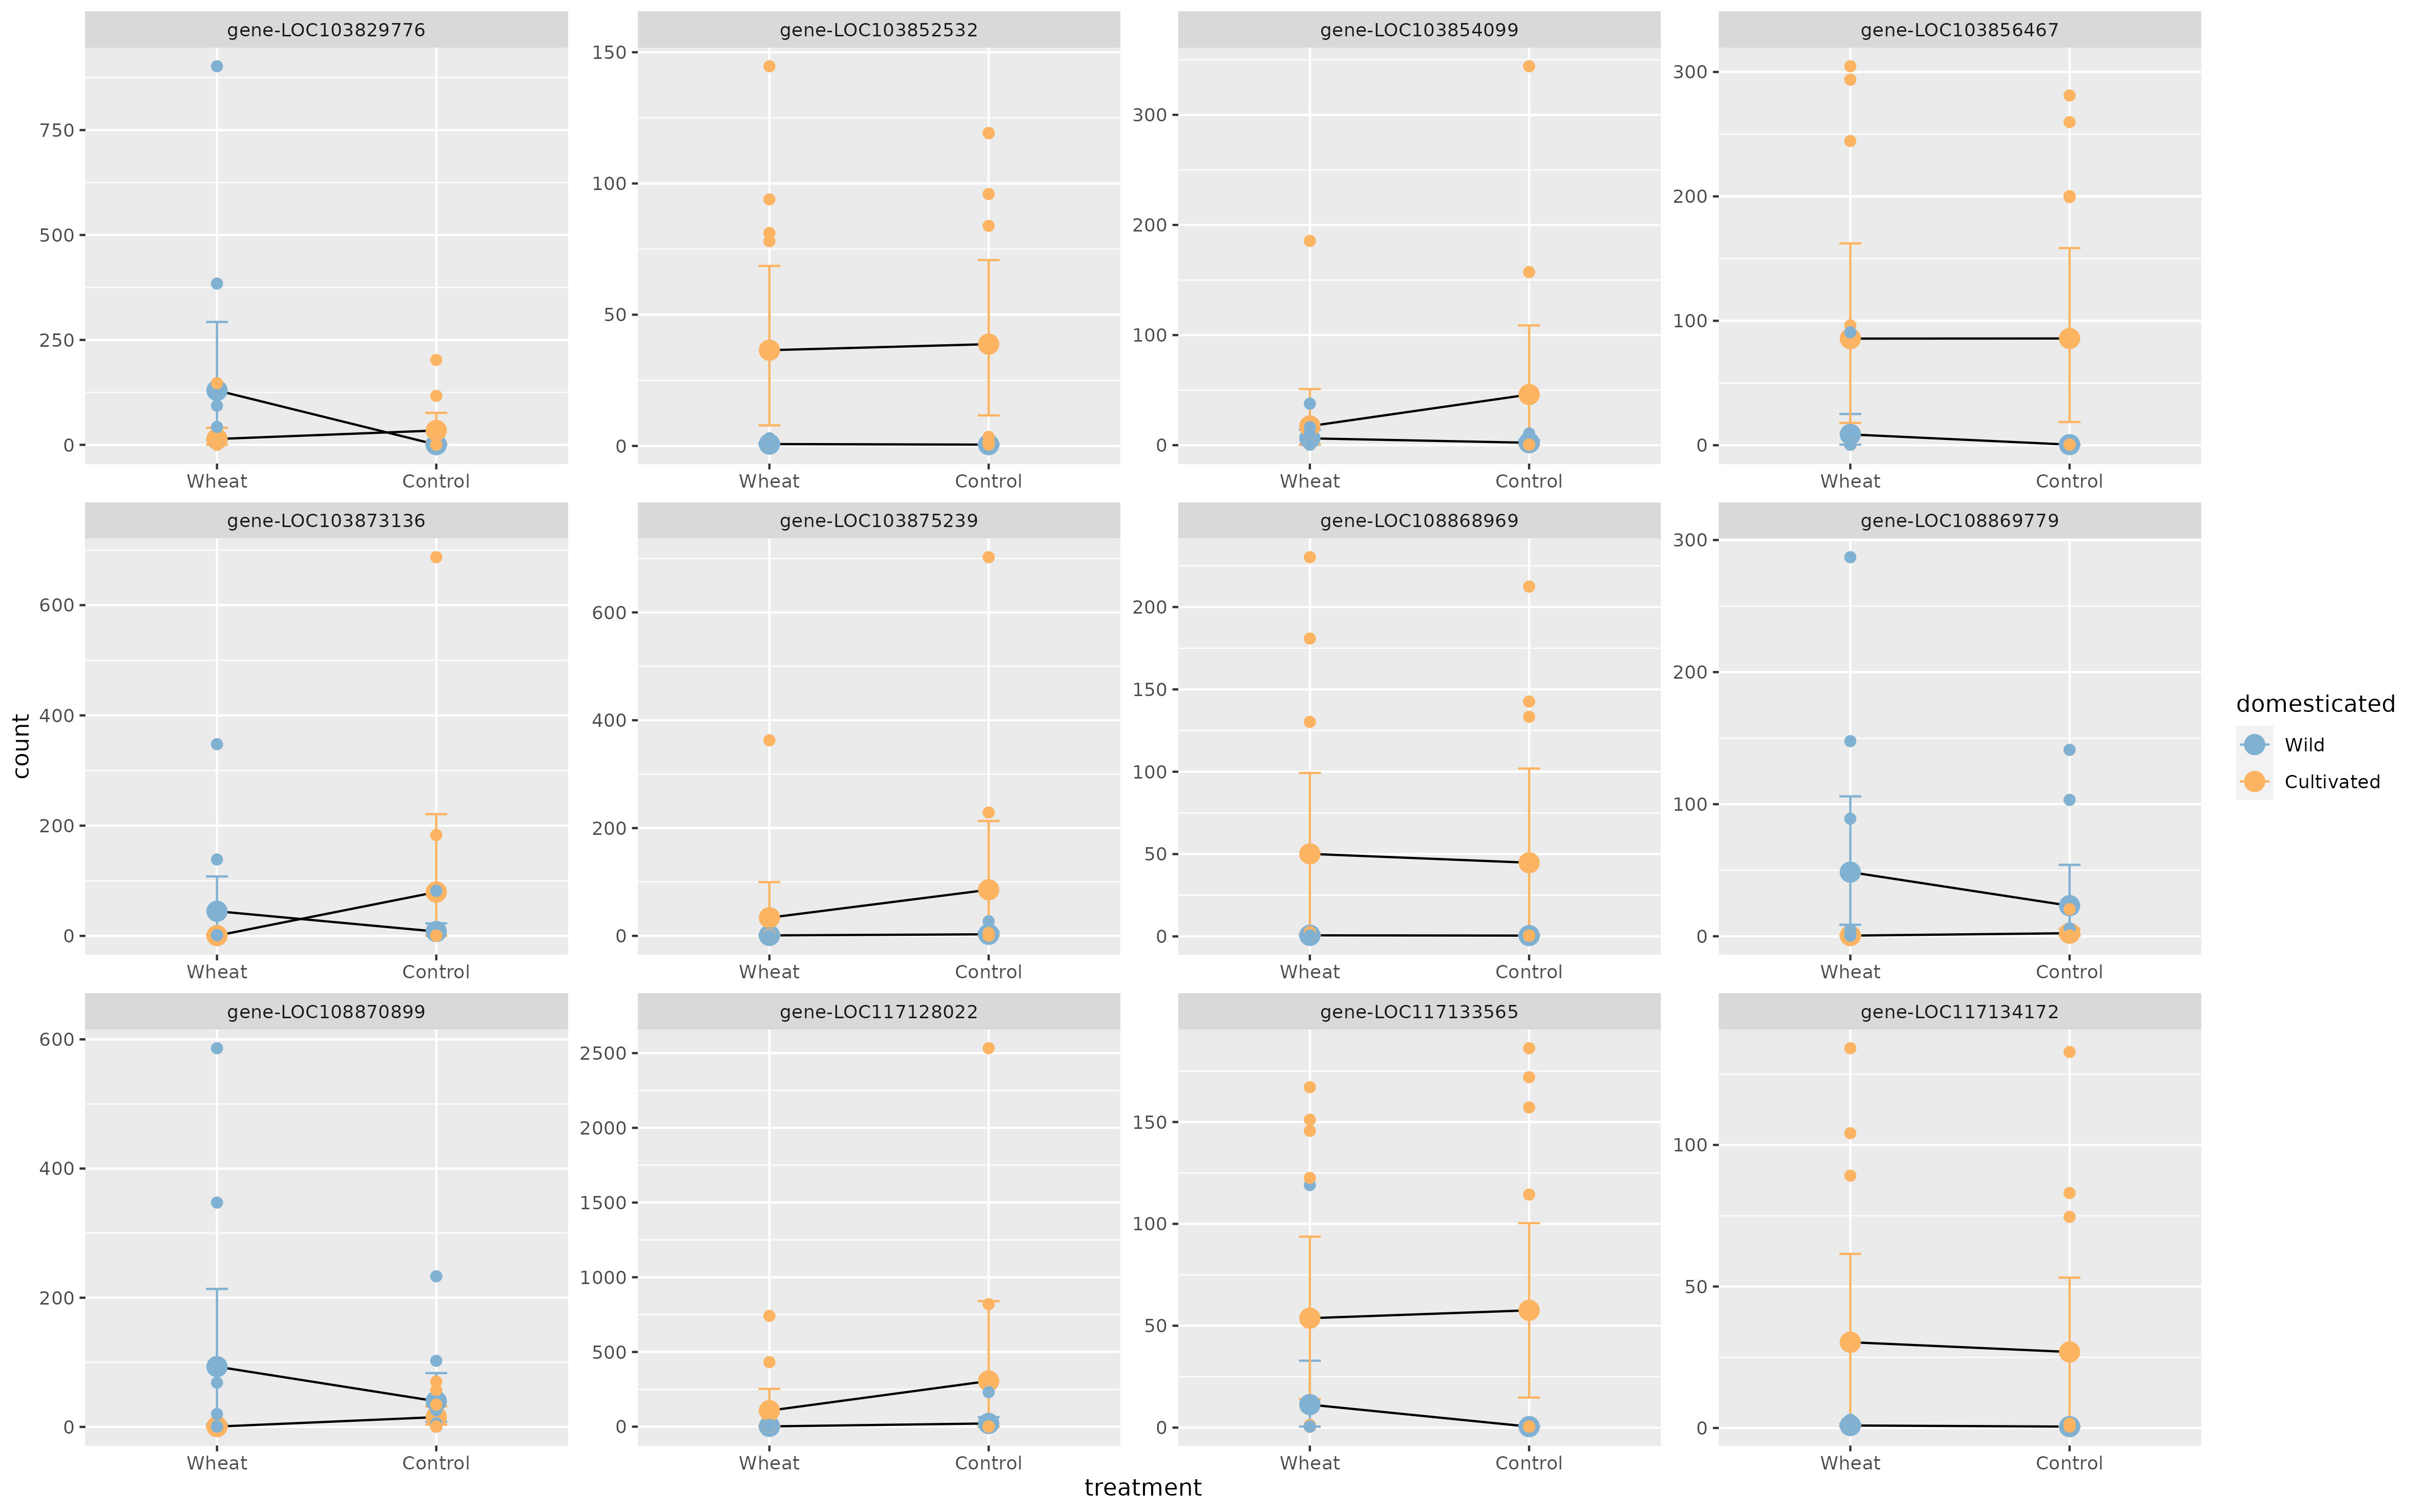 gene-LOC103829776
gene-LOC103852532
gene-LOC103854099
gene-LOC103856467
750
500
250
0
Wheat
Control
150
100
50
0
Wheat
Control
300
200
100
0
Wheat
Control
300
200
100
0
Wheat
Control
gene-LOC103873136
gene-LOC103875239
gene-LOC108868969
gene-LOC108869779
600
400
200
0
Wheat
Control
600
400
200
0
Wheat
Control
200
150
100
50
0
Wheat
Control
300
200
100
0
Wheat
Control
gene-LOC108870899
gene-LOC117128022
gene-LOC117133565
gene-LOC117134172
600
400
200
0
Wheat
Control
2500
2000
1500
1000
500
0
Wheat
Control
150
100
50
0
Wheat
Control
100
50
0
Wheat
Control
count
treatment
domesticated
Wild
Cultivated